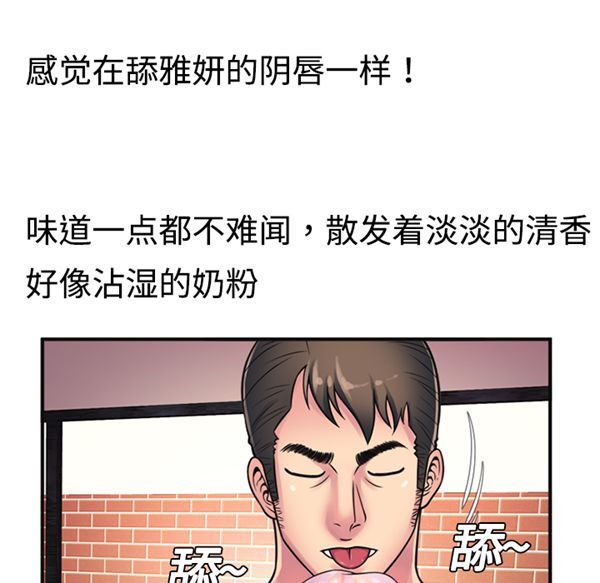 感觉在舔雅妍的阴唇一样！
味道一点都不难闻，散发着淡淡的清香
好像沾湿的奶粉
舔~
舔~